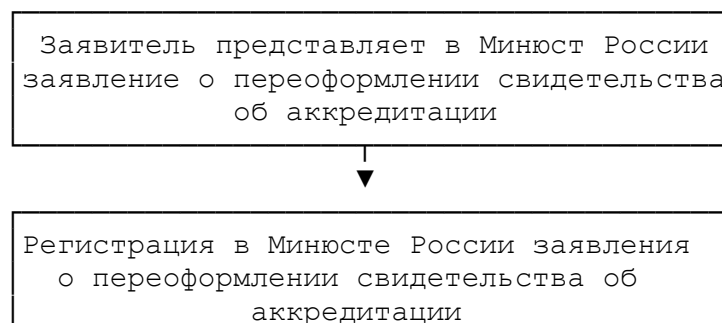 Заявитель представляет в Минюст России
заявление о переоформлении свидетельства
об аккредитации
Регистрация в Минюсте России заявления
о переоформлении свидетельства об
аккредитации